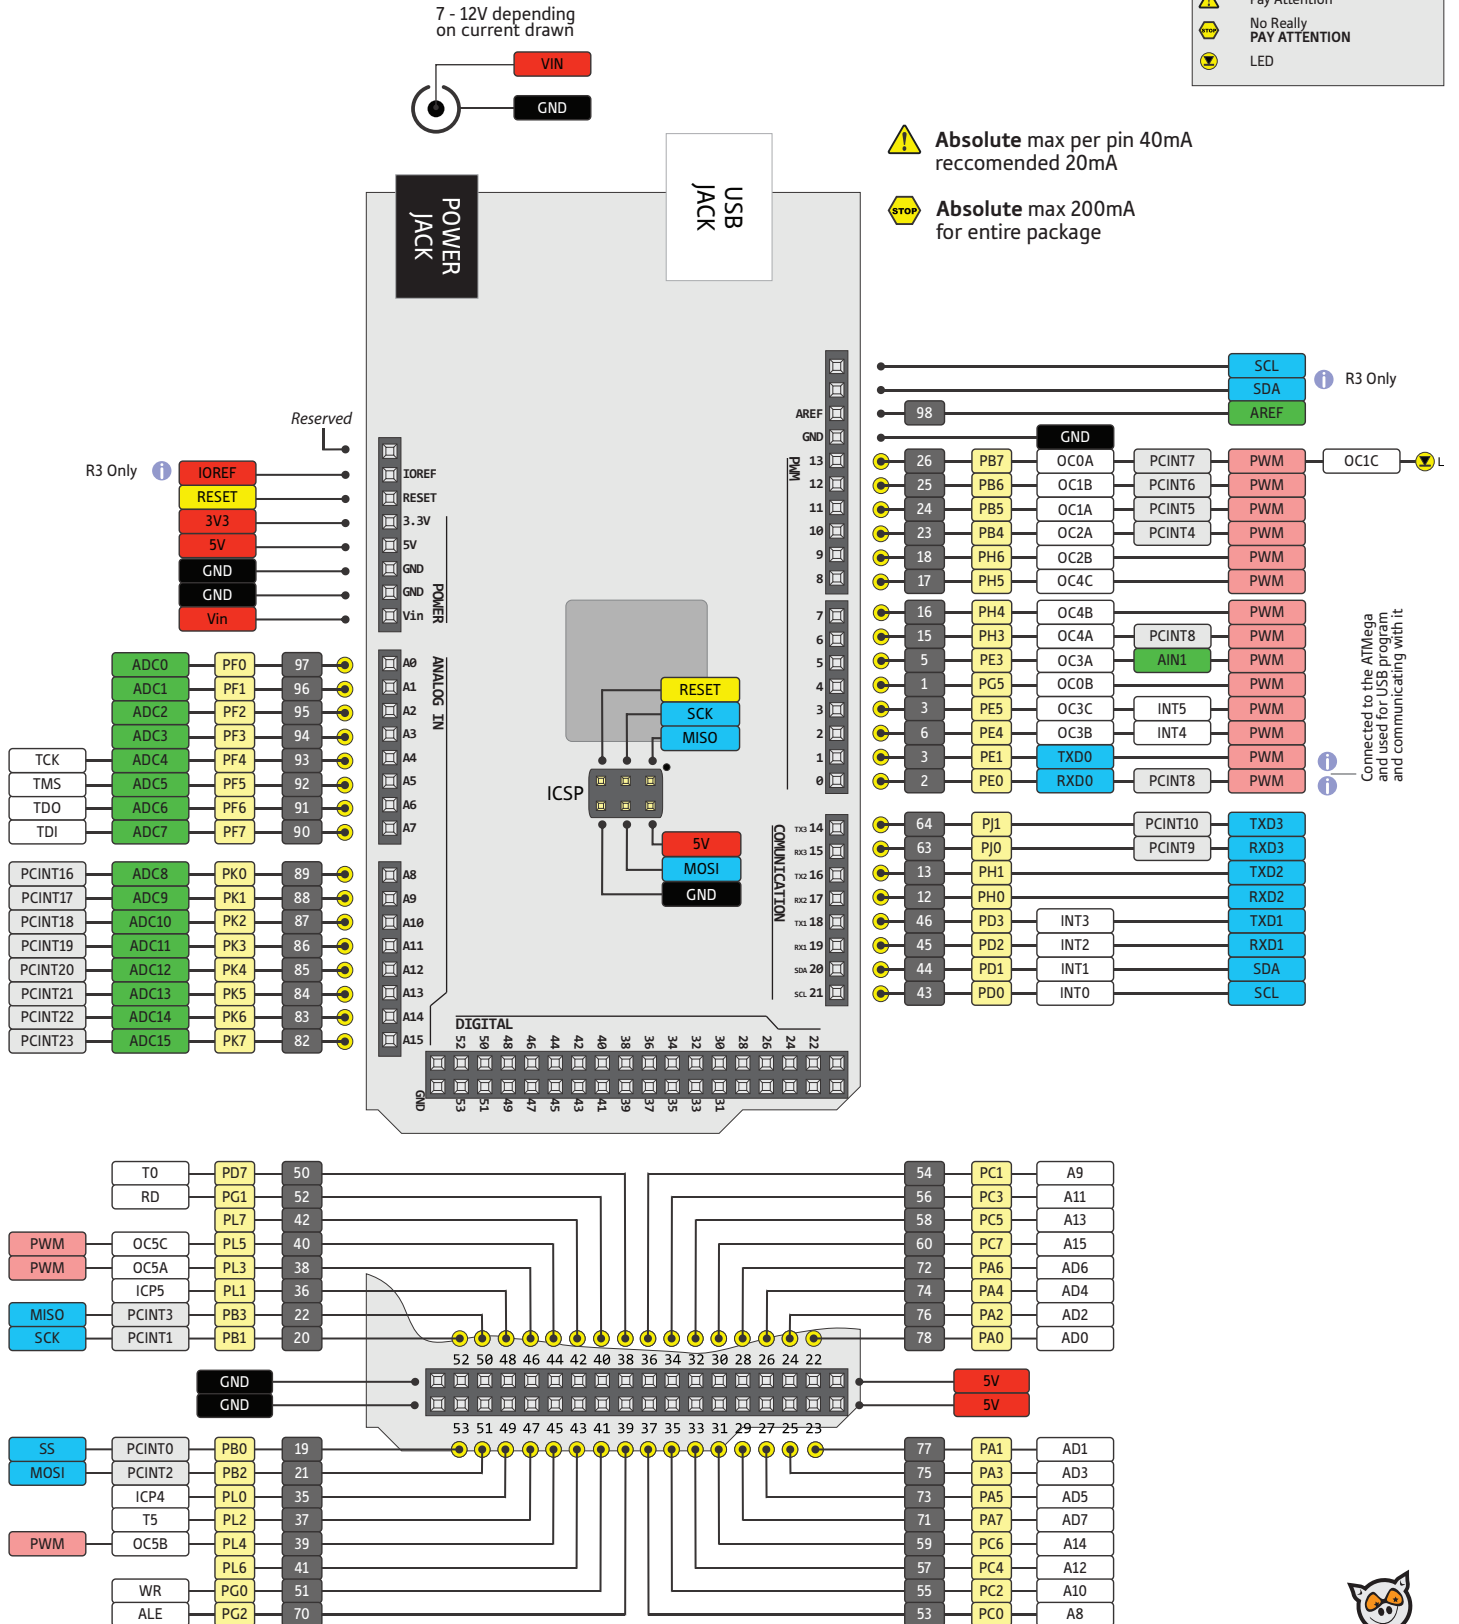 7 - 12V depending
on current drawn
VIN
GND
Pay Attention
STOP No Really
PAY ATTENTION
LED
Absolute max per pin 40mA
reccomended 20mA
STOP Absolute max 200mA
for entire package
POWER
JACK
USB
JACK
SCL
SDA
R3 Only
AREF 98 AREF
GND GND
13 26 PB7 OC0A PCINT7 PWM OC1C L
12 25 PB6 OC1B PCINT6 PWM
11 24 PB5 OC1A PCINT5 PWM
10 23 PB4 OC2A PCINT4 PWM
9 18 PH6 OC2B PWM
8 17 PH5 OC4C PWM
7 16 PH4 OC4B PWM
6 15 PH3 OC4A PCINT8 PWM
5 5 PE3 OC3A AIN1 PWM
4 1 PG5 OC0B PWM
3 3 PE5 OC3C INT5 PWM
2 6 PE4 OC3B INT4 PWM
1 3 PE1 TXD0 PWM
0 2 PE0 RXD0 PCINT8 PWM
PWM
Connected to the ATMega
and used for USB program
and communicating with it
TX3 14 64 PJ1 PCINT10 TXD3
RX3 15 63 PJ0 PCINT9 RXD3
TX2 16 13 PH1 TXD2
RX2 17 12 PH0 RXD2
TX1 18 46 PD3 INT3 TXD1
RX1 19 45 PD2 INT2 RXD1
SDA 20 44 PD1 INT1 SDA
SCL 21 43 PD0 INT0 SCL
COMUNICATION
Reserved
R3 Only IOREF IOREF
RESET RESET
3V3 3.3V
5V 5V
GND GND
GND GND
Vin Vin
POWER
ADC0 PF0 97 A0
ADC1 PF1 96 A1
ADC2 PF2 95 A2
ADC3 PF3 94 A3
TCK ADC4 PF4 93 A4
TMS ADC5 PF5 92 A5
TDO ADC6 PF6 91 A6
TDI ADC7 PF7 90 A7
ANALOG IN
PCINT16 ADC8 PK0 89 A8
PCINT17 ADC9 PK1 88 A9
PCINT18 ADC10 PK2 87 A10
PCINT19 ADC11 PK3 86 A11
PCINT20 ADC12 PK4 85 A12
PCINT21 ADC13 PK5 84 A13
PCINT22 ADC14 PK6 83 A14
PCINT23 ADC15 PK7 82 A15
RESET
SCK
MISO
ICSP
5V
MOSI
GND
DIGITAL
52 50 48 46 44 42 40 38 36 34 32 30 28 26 24 22
GND 53 51 49 47 45 43 41 39 37 35 33 31
T0 PD7 50
RD PG1 52
PL7 42
PWM OC5C PL5 40
PWM OC5A PL3 38
ICP5 PL1 36
MISO PCINT3 PB3 22
SCK PCINT1 PB1 20
54 PC1 A9
56 PC3 A11
58 PC5 A13
60 PC7 A15
72 PA6 AD6
74 PA4 AD4
76 PA2 AD2
78 PA0 AD0
52 50 48 46 44 42 40 38 36 34 32 30 28 26 24 22
GND 5V
GND 5V
53 51 49 47 45 43 41 39 37 35 33 31 29 27 25 23
SS PCINT0 PB0 19
MOSI PCINT2 PB2 21
ICP4 PL0 35
T5 PL2 37
PWM OC5B PL4 39
PL6 41
WR PG0 51
ALE PG2 70
77 PA1 AD1
75 PA3 AD3
73 PA5 AD5
71 PA7 AD7
59 PC6 A14
57 PC4 A12
55 PC2 A10
53 PC0 A8